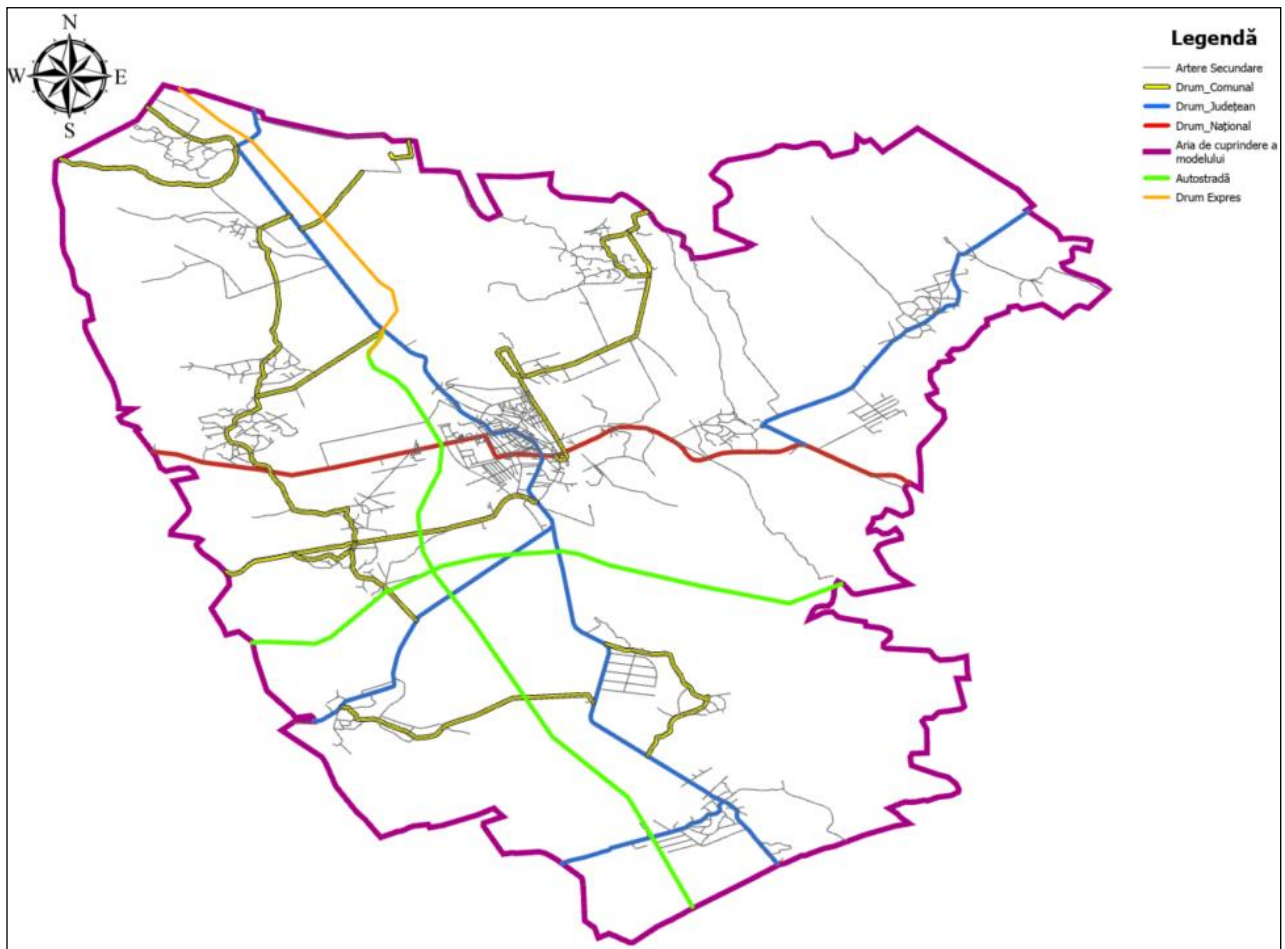 N
W
E
S
Legendă
Artere Secundare
Drum_Comunal
Drum_Județean
Drum_Național
Aria de cuprindere a
modelului
Autostradă
Drum Expres